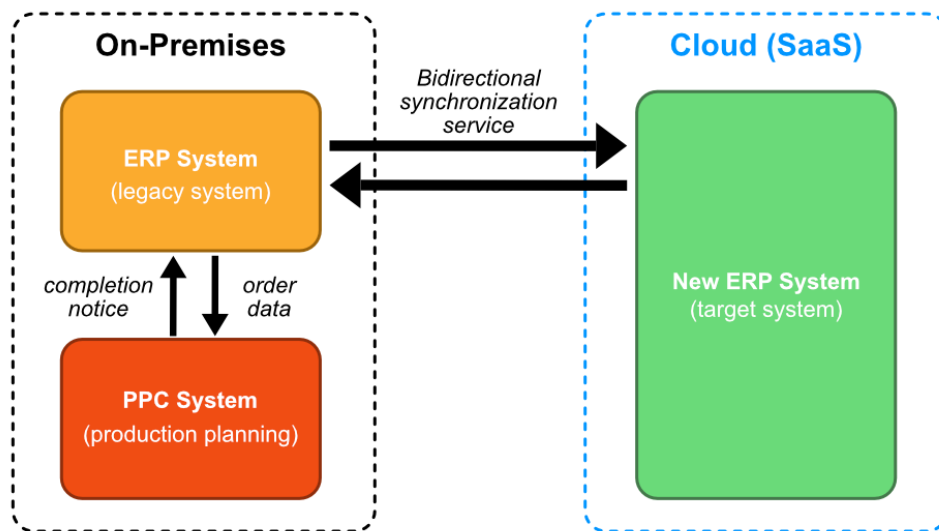 On-Premises
ERP System
(legacy system)
completion
notice
order
data
PPC System
(production planning)
Bidirectional
synchronization
service
Cloud (SaaS)
New ERP System
(target system)